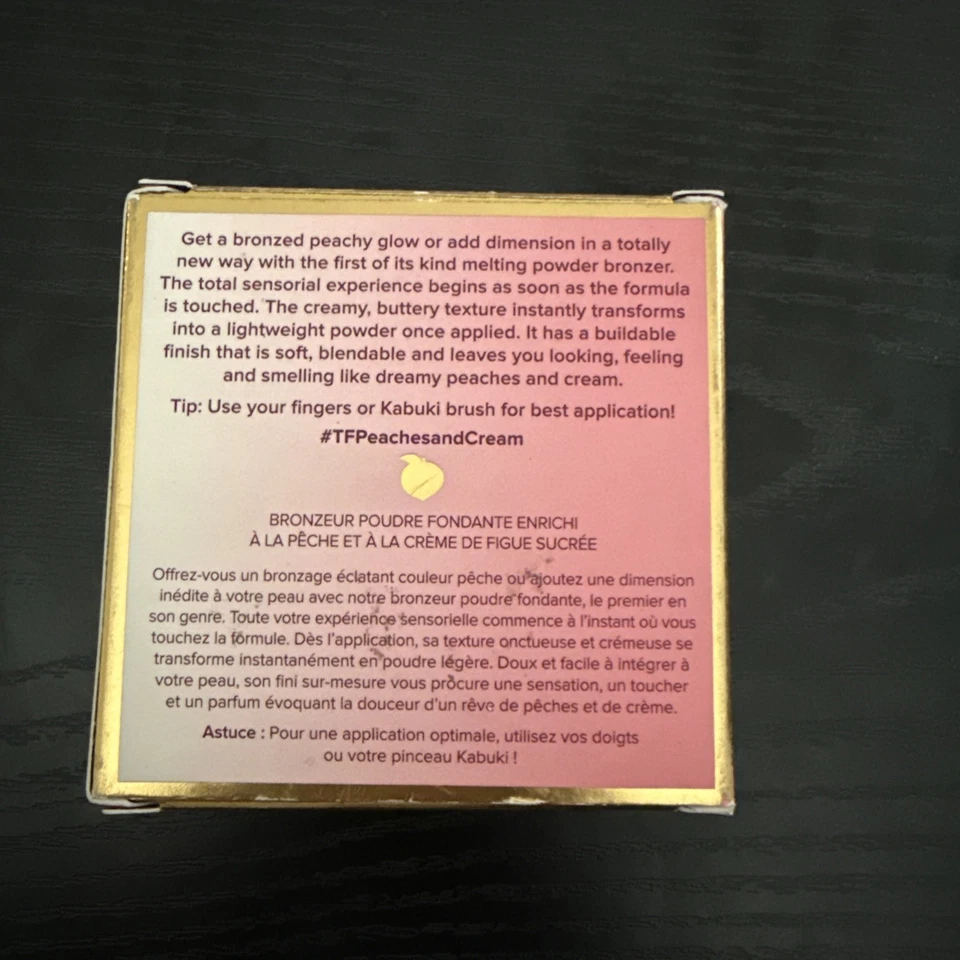 Get a bronzed peachy glow or add dimension in a totally
new way with the first of its kind melting powder bronzer.
The total sensorial experience begins as soon as the formula
is touched. The creamy, buttery texture instantly transforms
into a lightweight powder once applied. It has a buildable
finish that is soft, blendable and leaves you looking, feeling
and smelling like dreamy peaches and cream.
Tip: Use your fingers or Kabuki brush for best application!
#TFPeachesandCream
BRONZEUR POUDRE FONDANTE ENRICHI
À LA PÊCHE ET À LA CRÈME DE FIGUE SUCRÉE
Offrez-vous un bronzage éclatant couleur pêche ou ajoutez une dimension
inédite à votre peau avec notre bronzeur poudre fondante, le premier en
son genre. Toute votre expérience sensorielle commence à l'instant où vous
touchez la formule. Dès l'application, sa texture onctueuse et crémeuse se
transforme instantanément en poudre légère. Doux et facile à intégrer à
votre peau, son fini sur-mesure vous procure une sensation, un toucher
et un parfum évoquant la douceur d'un rêve de pêches et de crème.
Astuce : Pour une application optimale, utilisez vos doigts
ou votre pinceau Kabuki !